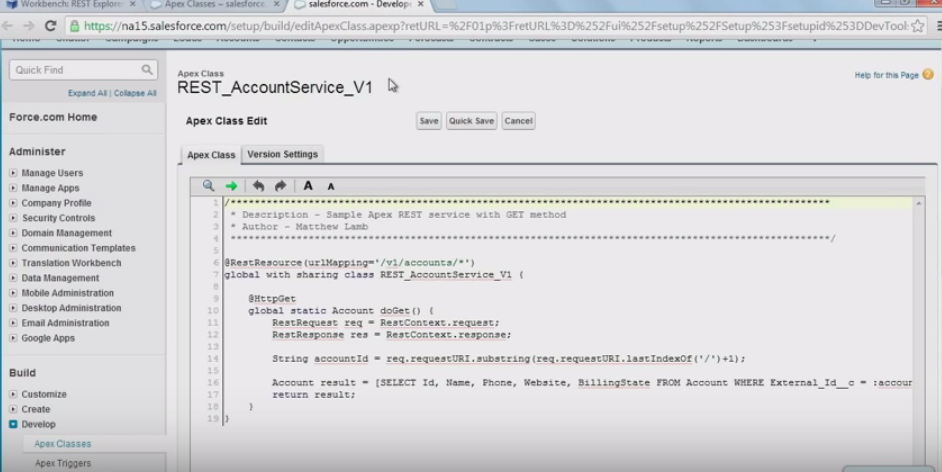 Workbench: REST Explorer
Apex Classes ~ salesforce
salesforce.com - Develope
https://na15.salesforce.com/setup/build/editApexClass.apexp?retURL=%2F01p%3FretURL%3D%252Fui%252Fsetup%252FSetup%253Fsetupid%253DDevTools
Quick Find
Expand All | Collapse All
Force.com Home
Administer
Manage Users
Manage Apps
Company Profile
Security Controls
Domain Management
Communication Templates
Translation Workbench
Data Management
Mobile Administration
Desktop Administration
Email Administration
Google Apps
Build
Customize
Create
Develop
Apex Classes
Apex Triggers
Apex Class
REST_AccountService_V1
Help for this Page
Apex Class Edit
Save Quick Save Cancel
Apex Class Version Settings
A A
1 /****************************************************************************************************
2 * Description - Sample Apex REST service with GET method
3 * Author - Matthew Lamb
4 ****************************************************************************************************/
5
6 @RestResource(urlMapping='/v1/accounts/*')
7 global with sharing class REST_AccountService_V1 {
8
9 @HttpGet
10 global static Account doGet() {
11 RestRequest req = RestContext.request;
12 RestResponse res = RestContext.response;
13
14 String accountId = req.requestURI.substring(req.requestURI.lastIndexOf('/')+1);
15
16 Account result = [SELECT Id, Name, Phone, Website, BillingState FROM Account WHERE External_Id__c = :accoun
17 return result;
18 }
19 }